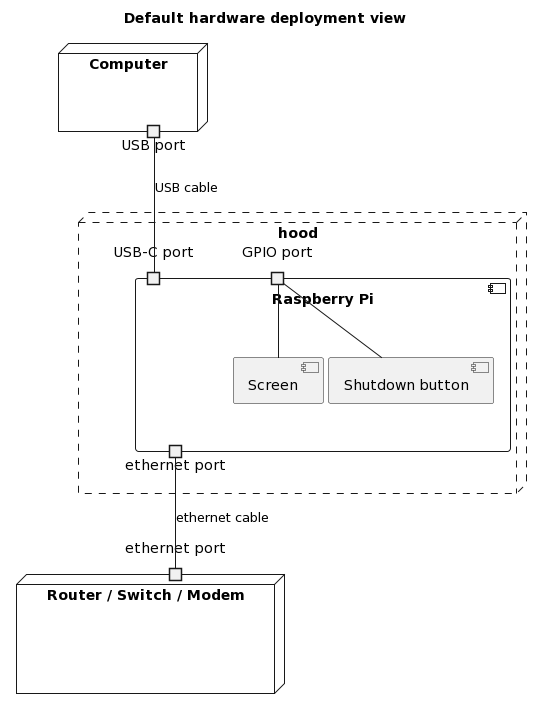 Default hardware deployment view
Computer
USB port
USB cable
hood
USB-C port
GPIO port
Raspberry Pi
Screen
Shutdown button
ethernet port
ethernet cable
ethernet port
Router / Switch / Modem